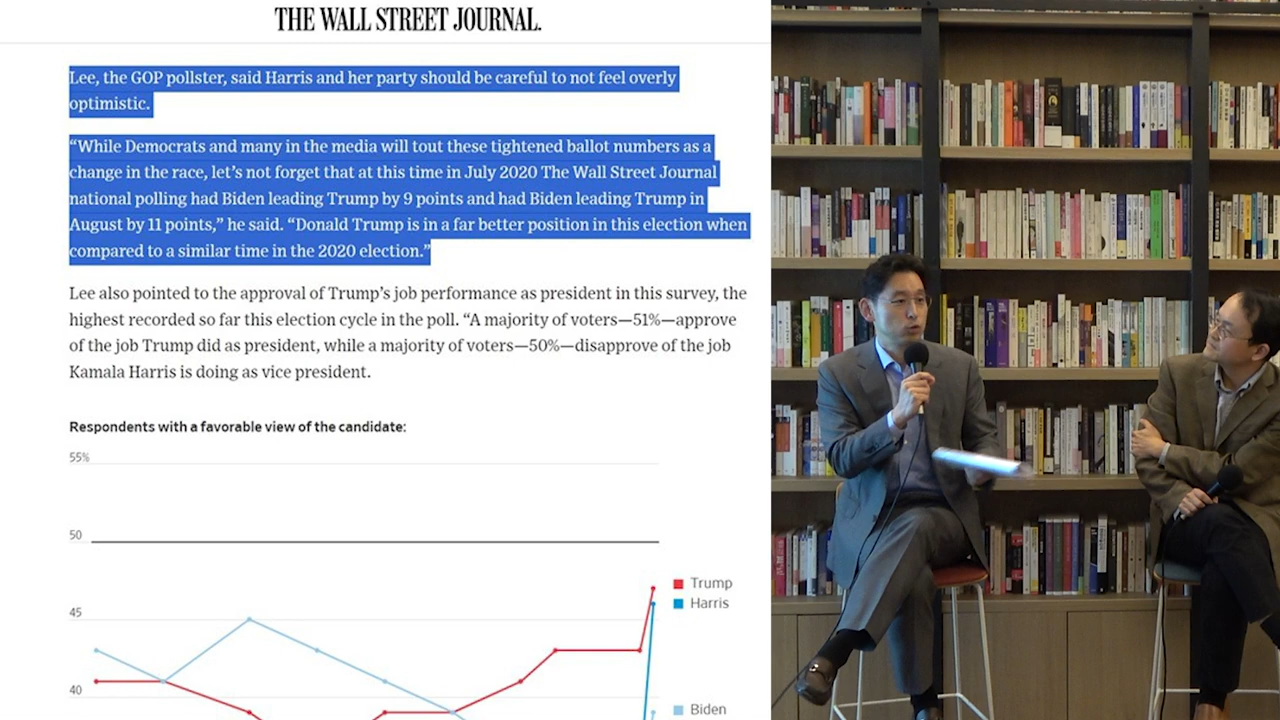 THE WALL STREET JOURNAL.
Lee, the GOP pollster, said Harris and her party should be careful to not feel overly
optimistic.
“While Democrats and many in the media will tout these tightened ballot numbers as a
change in the race, let’s not forget that at this time in July 2020 The Wall Street Journal
national polling had Biden leading Trump by 9 points and had Biden leading Trump in
August by 11 points,” he said. “Donald Trump is in a far better position in this election when
compared to a similar time in the 2020 election.”
Lee also pointed to the approval of Trump’s job performance as president in this survey, the
highest recorded so far this election cycle in the poll. “A majority of voters—51%—approve
of the job Trump did as president, while a majority of voters—50%—disapprove of the job
Kamala Harris is doing as vice president.
Respondents with a favorable view of the candidate:
55%
50
Trump
Harris
45
40
Biden